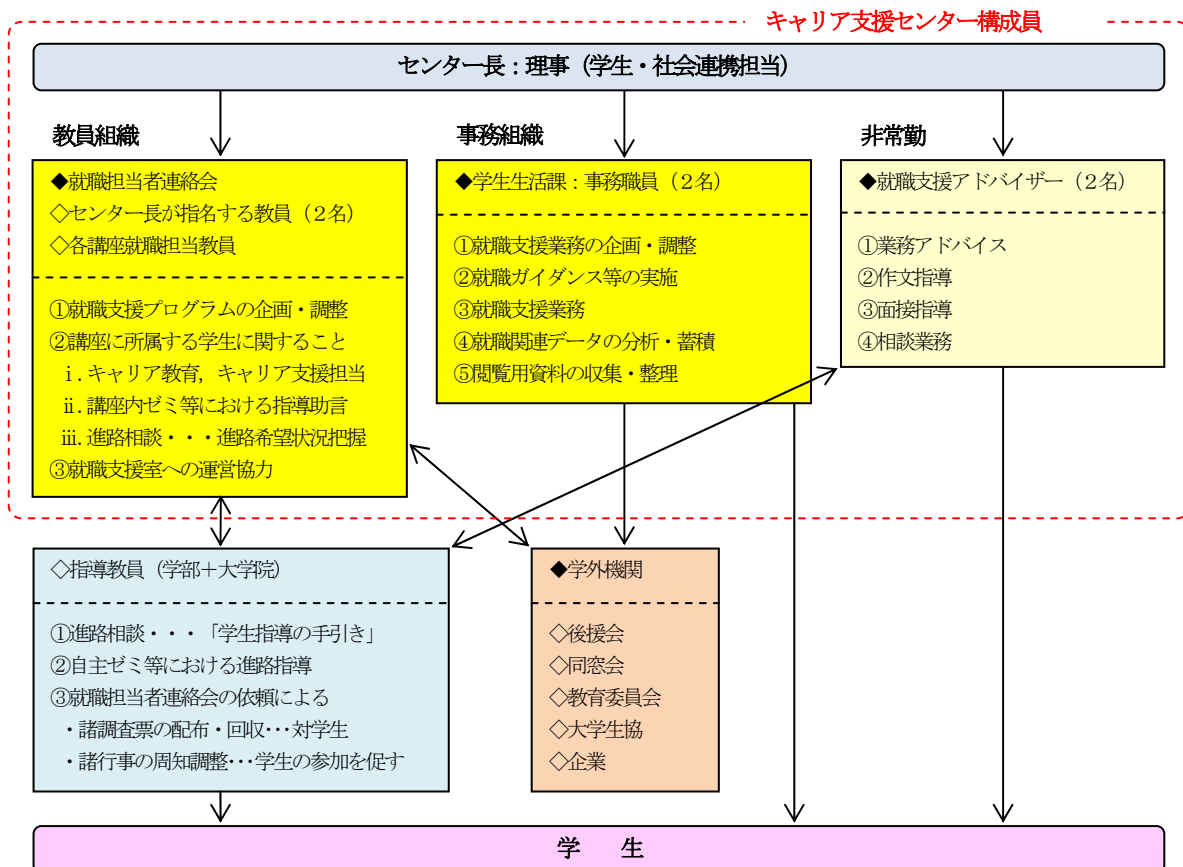 キャリア支援センター構成員
センター長：理事（学生・社会連携担当）
教員組織
◆就職担当者連絡会
◇センター長が指名する教員（２名）
◇各講座就職担当教員
①就職支援プログラムの企画・調整
②講座に所属する学生に関すること
ⅰ．キャリア教育，キャリア支援担当
ⅱ．講座内ゼミ等における指導助言
ⅲ．進路相談・・・進路希望状況把握
③就職支援室への運営協力
事務組織
◆学生生活課：事務職員（２名）
①就職支援業務の企画・調整
②就職ガイダンス等の実施
③就職支援業務
④就職関連データの分析・蓄積
⑤閲覧用資料の収集・整理
非常勤
◆就職支援アドバイザー（２名）
①業務アドバイス
②作文指導
③面接指導
④相談業務
◇指導教員（学部＋大学院）
①進路相談・・・「学生指導の手引き」
②自主ゼミ等における進路指導
③就職担当者連絡会の依頼による
・諸調査票の配布・回収･･･対学生
・諸行事の周知調整･･･学生の参加を促す
◆学外機関
◇後援会
◇同窓会
◇教育委員会
◇大学生協
◇企業
学　生